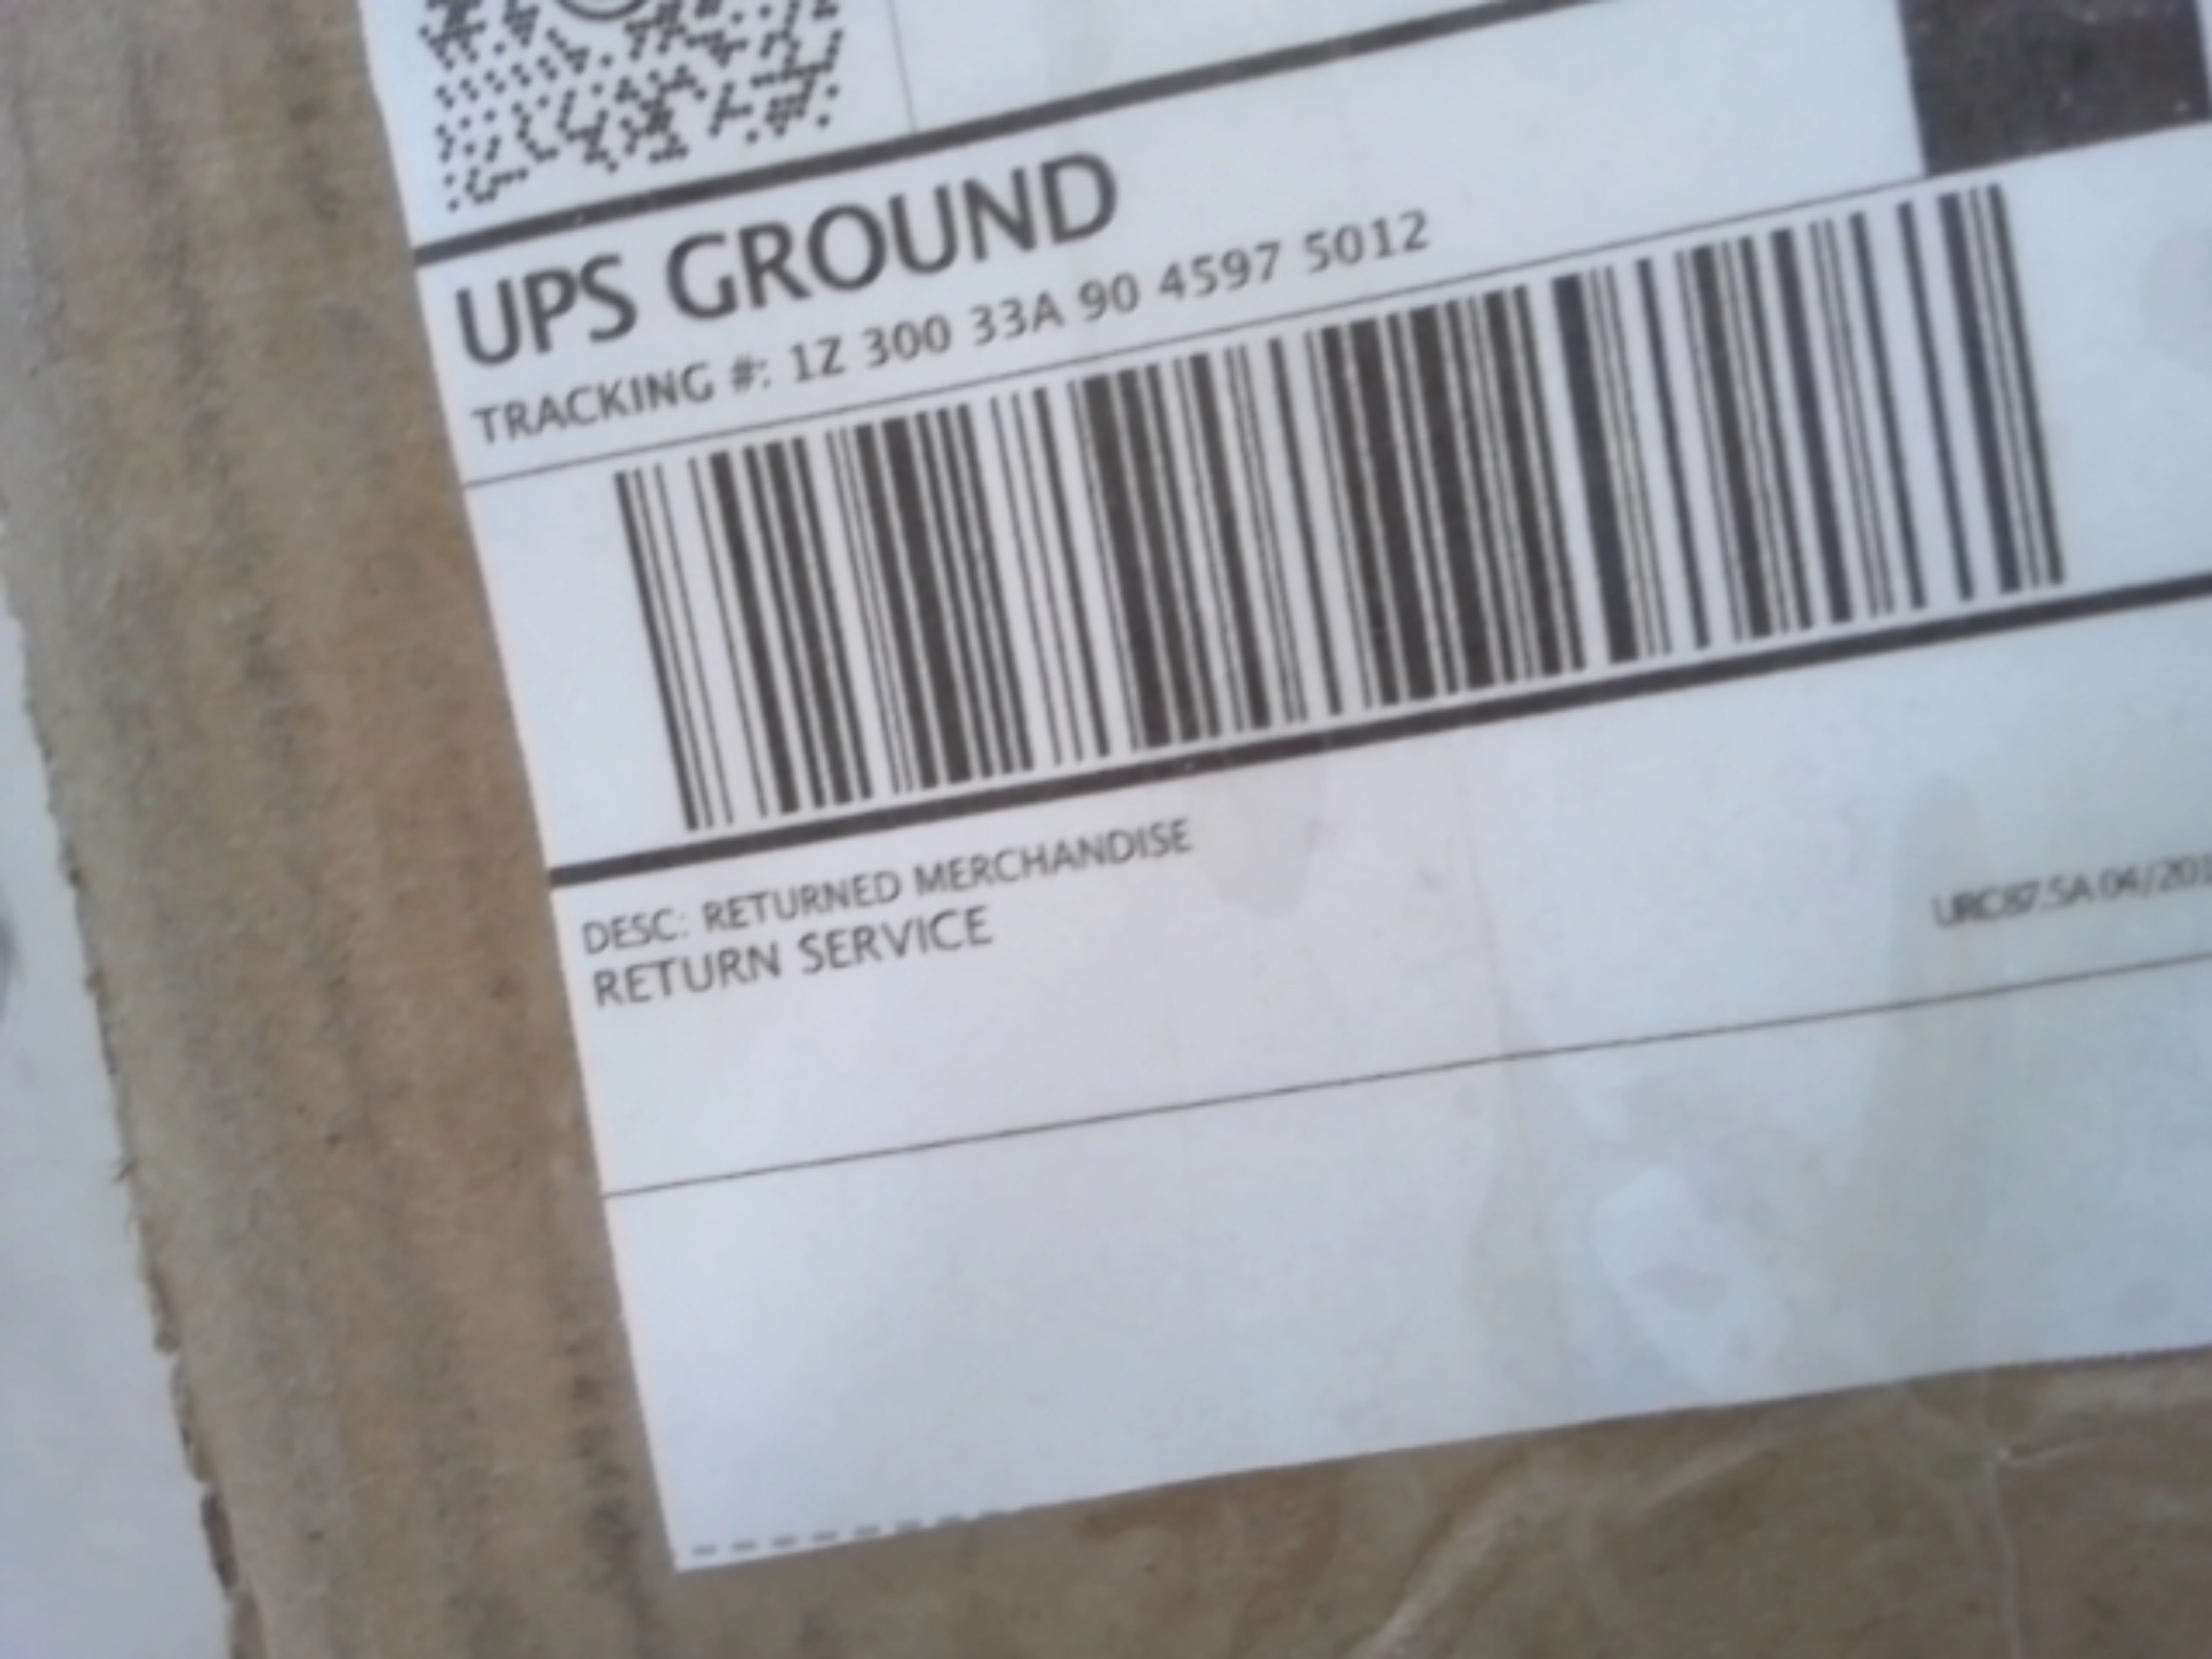 UPS GROUND
TRACKING #: 1Z 300 33A 90 4597 5012
DESC: RETURNED MERCHANDISE
RETURN SERVICE